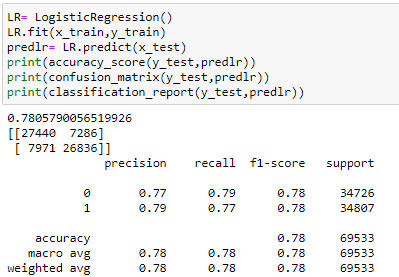 LR= LogisticRegression()
LR.fit(x_train,y_train)
predlr= LR.predict(x_test)
print(accuracy_score(y_test,predlr))
print(confusion_matrix(y_test,predlr))
print(classification_report(y_test,predlr))
0.7805790056519926
[[27440  7286]
 [ 7971 26836]]
              precision    recall  f1-score   support
           0       0.77      0.79      0.78     34726
           1       0.79      0.77      0.78     34807
    accuracy                           0.78     69533
   macro avg       0.78      0.78      0.78     69533
weighted avg       0.78      0.78      0.78     69533